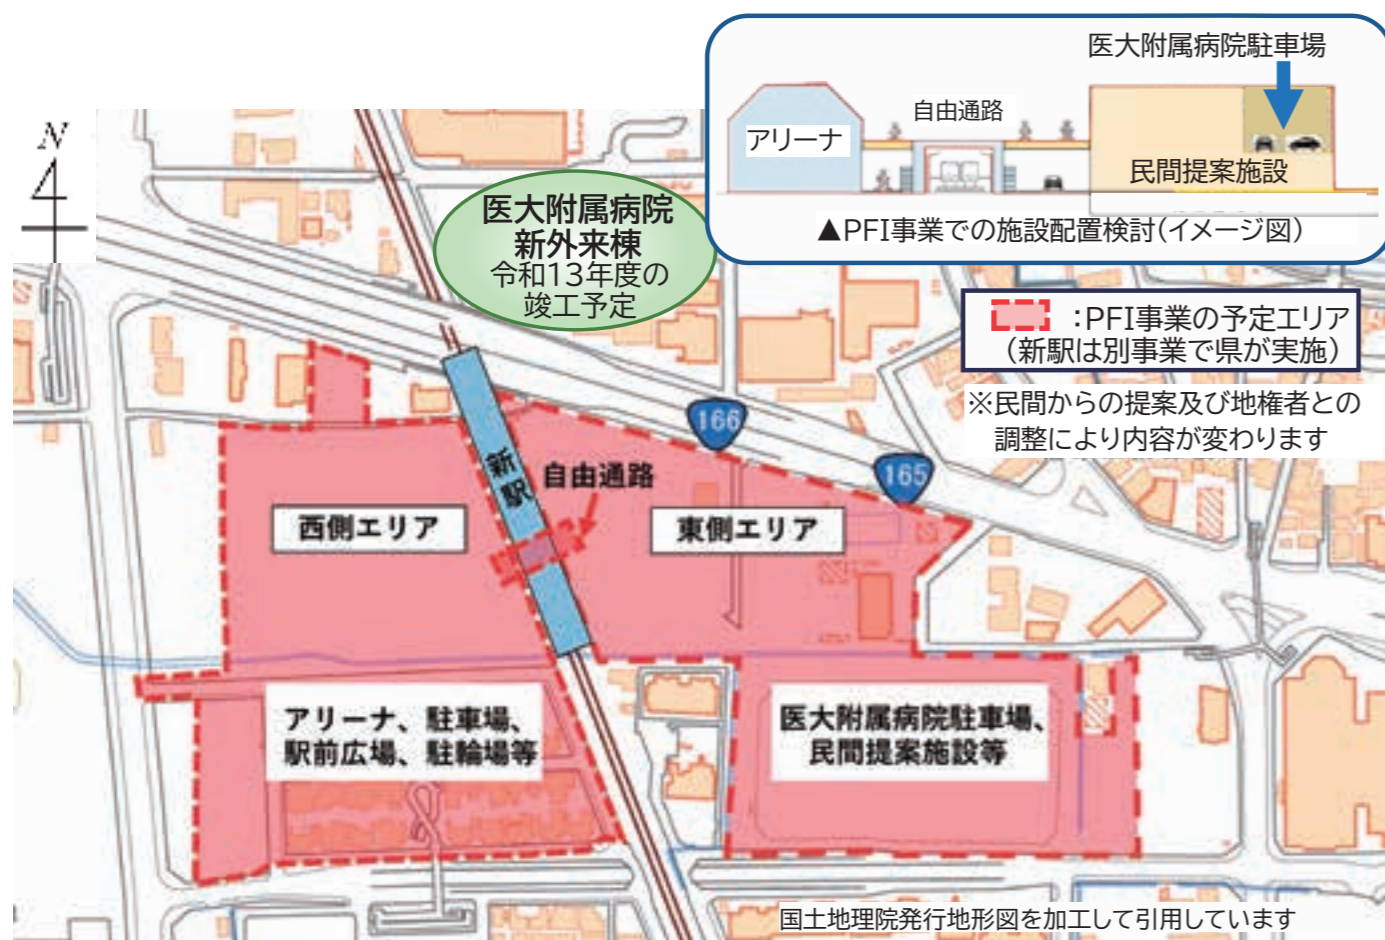 医大附属病院駐車場
自由通路
アリーナ
民間提案施設
▲PFI事業での施設配置検討(イメージ図)
N
医大附属病院
新外来棟
令和13年度の
竣工予定
:PFI事業の予定エリア
(新駅は別事業で県が実施)
※民間からの提案及び地権者との
調整により内容が変わります
166
165
新駅
自由通路
西側エリア
東側エリア
アリーナ、駐車場、
駅前広場、駐輪場等
医大附属病院駐車場、
民間提案施設等
国土地理院発行地形図を加工して引用しています